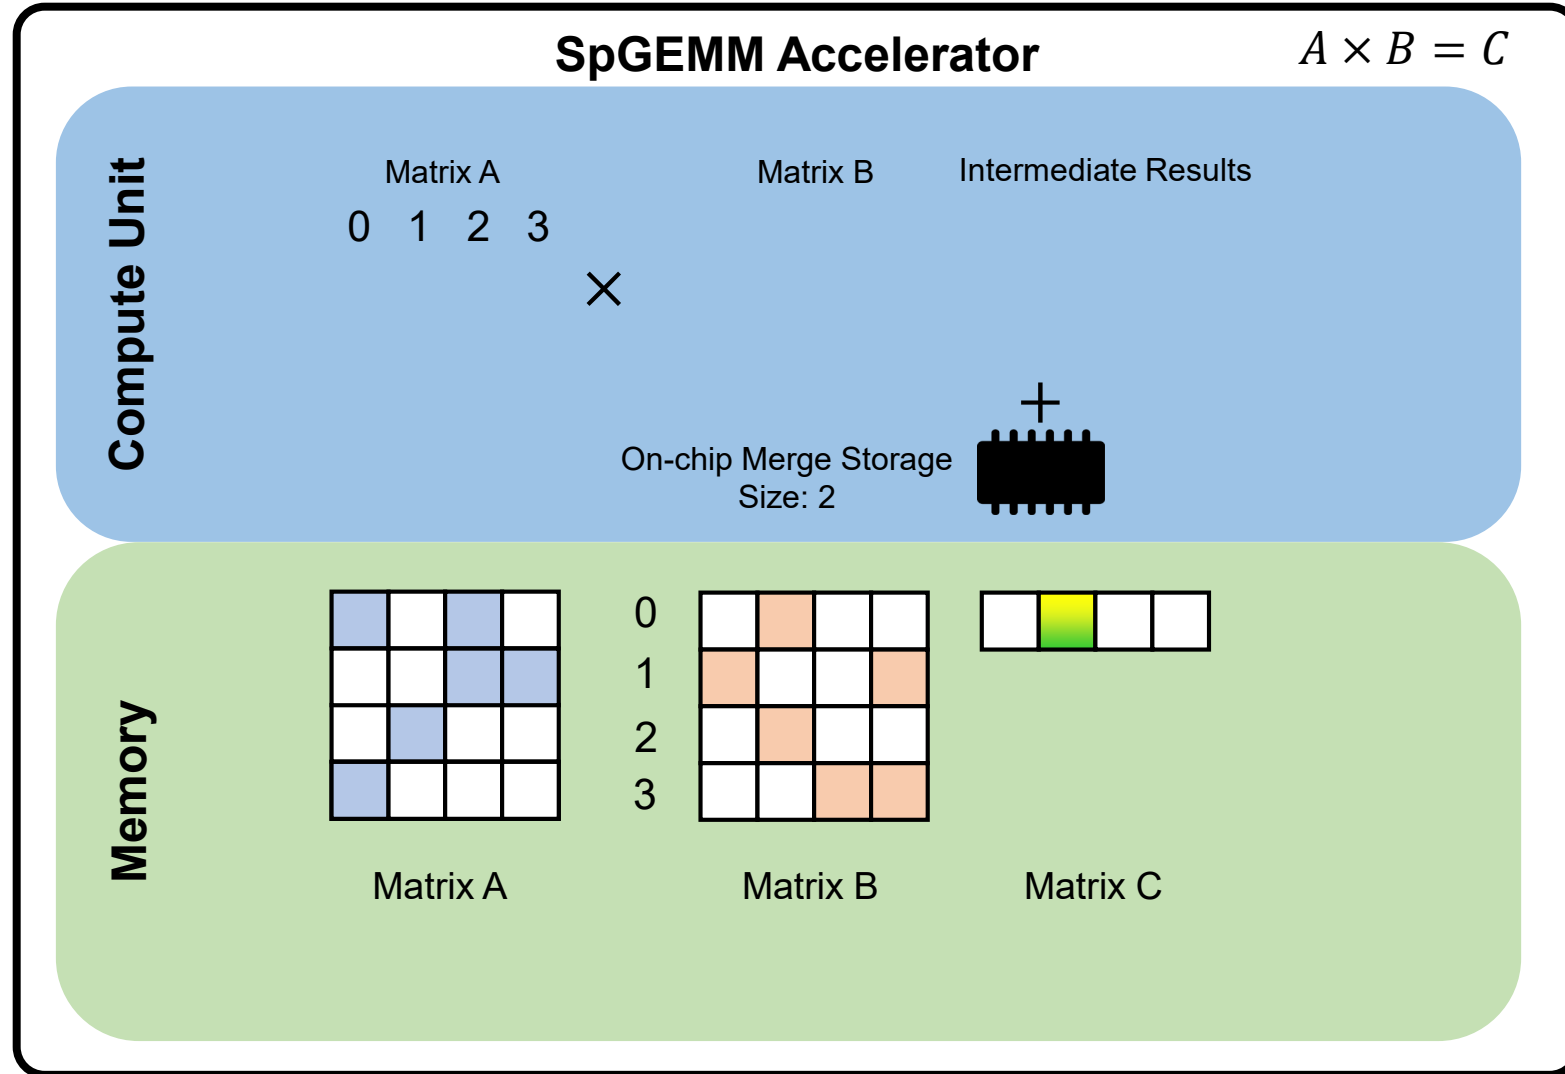 SpGEMM Accelerator
A × B = C
Compute Unit
Matrix A
Matrix B
Intermediate Results
0 1 2 3
×
+
On-chip Merge Storage
Size: 2
Memory
0
1
2
3
Matrix A
Matrix B
Matrix C